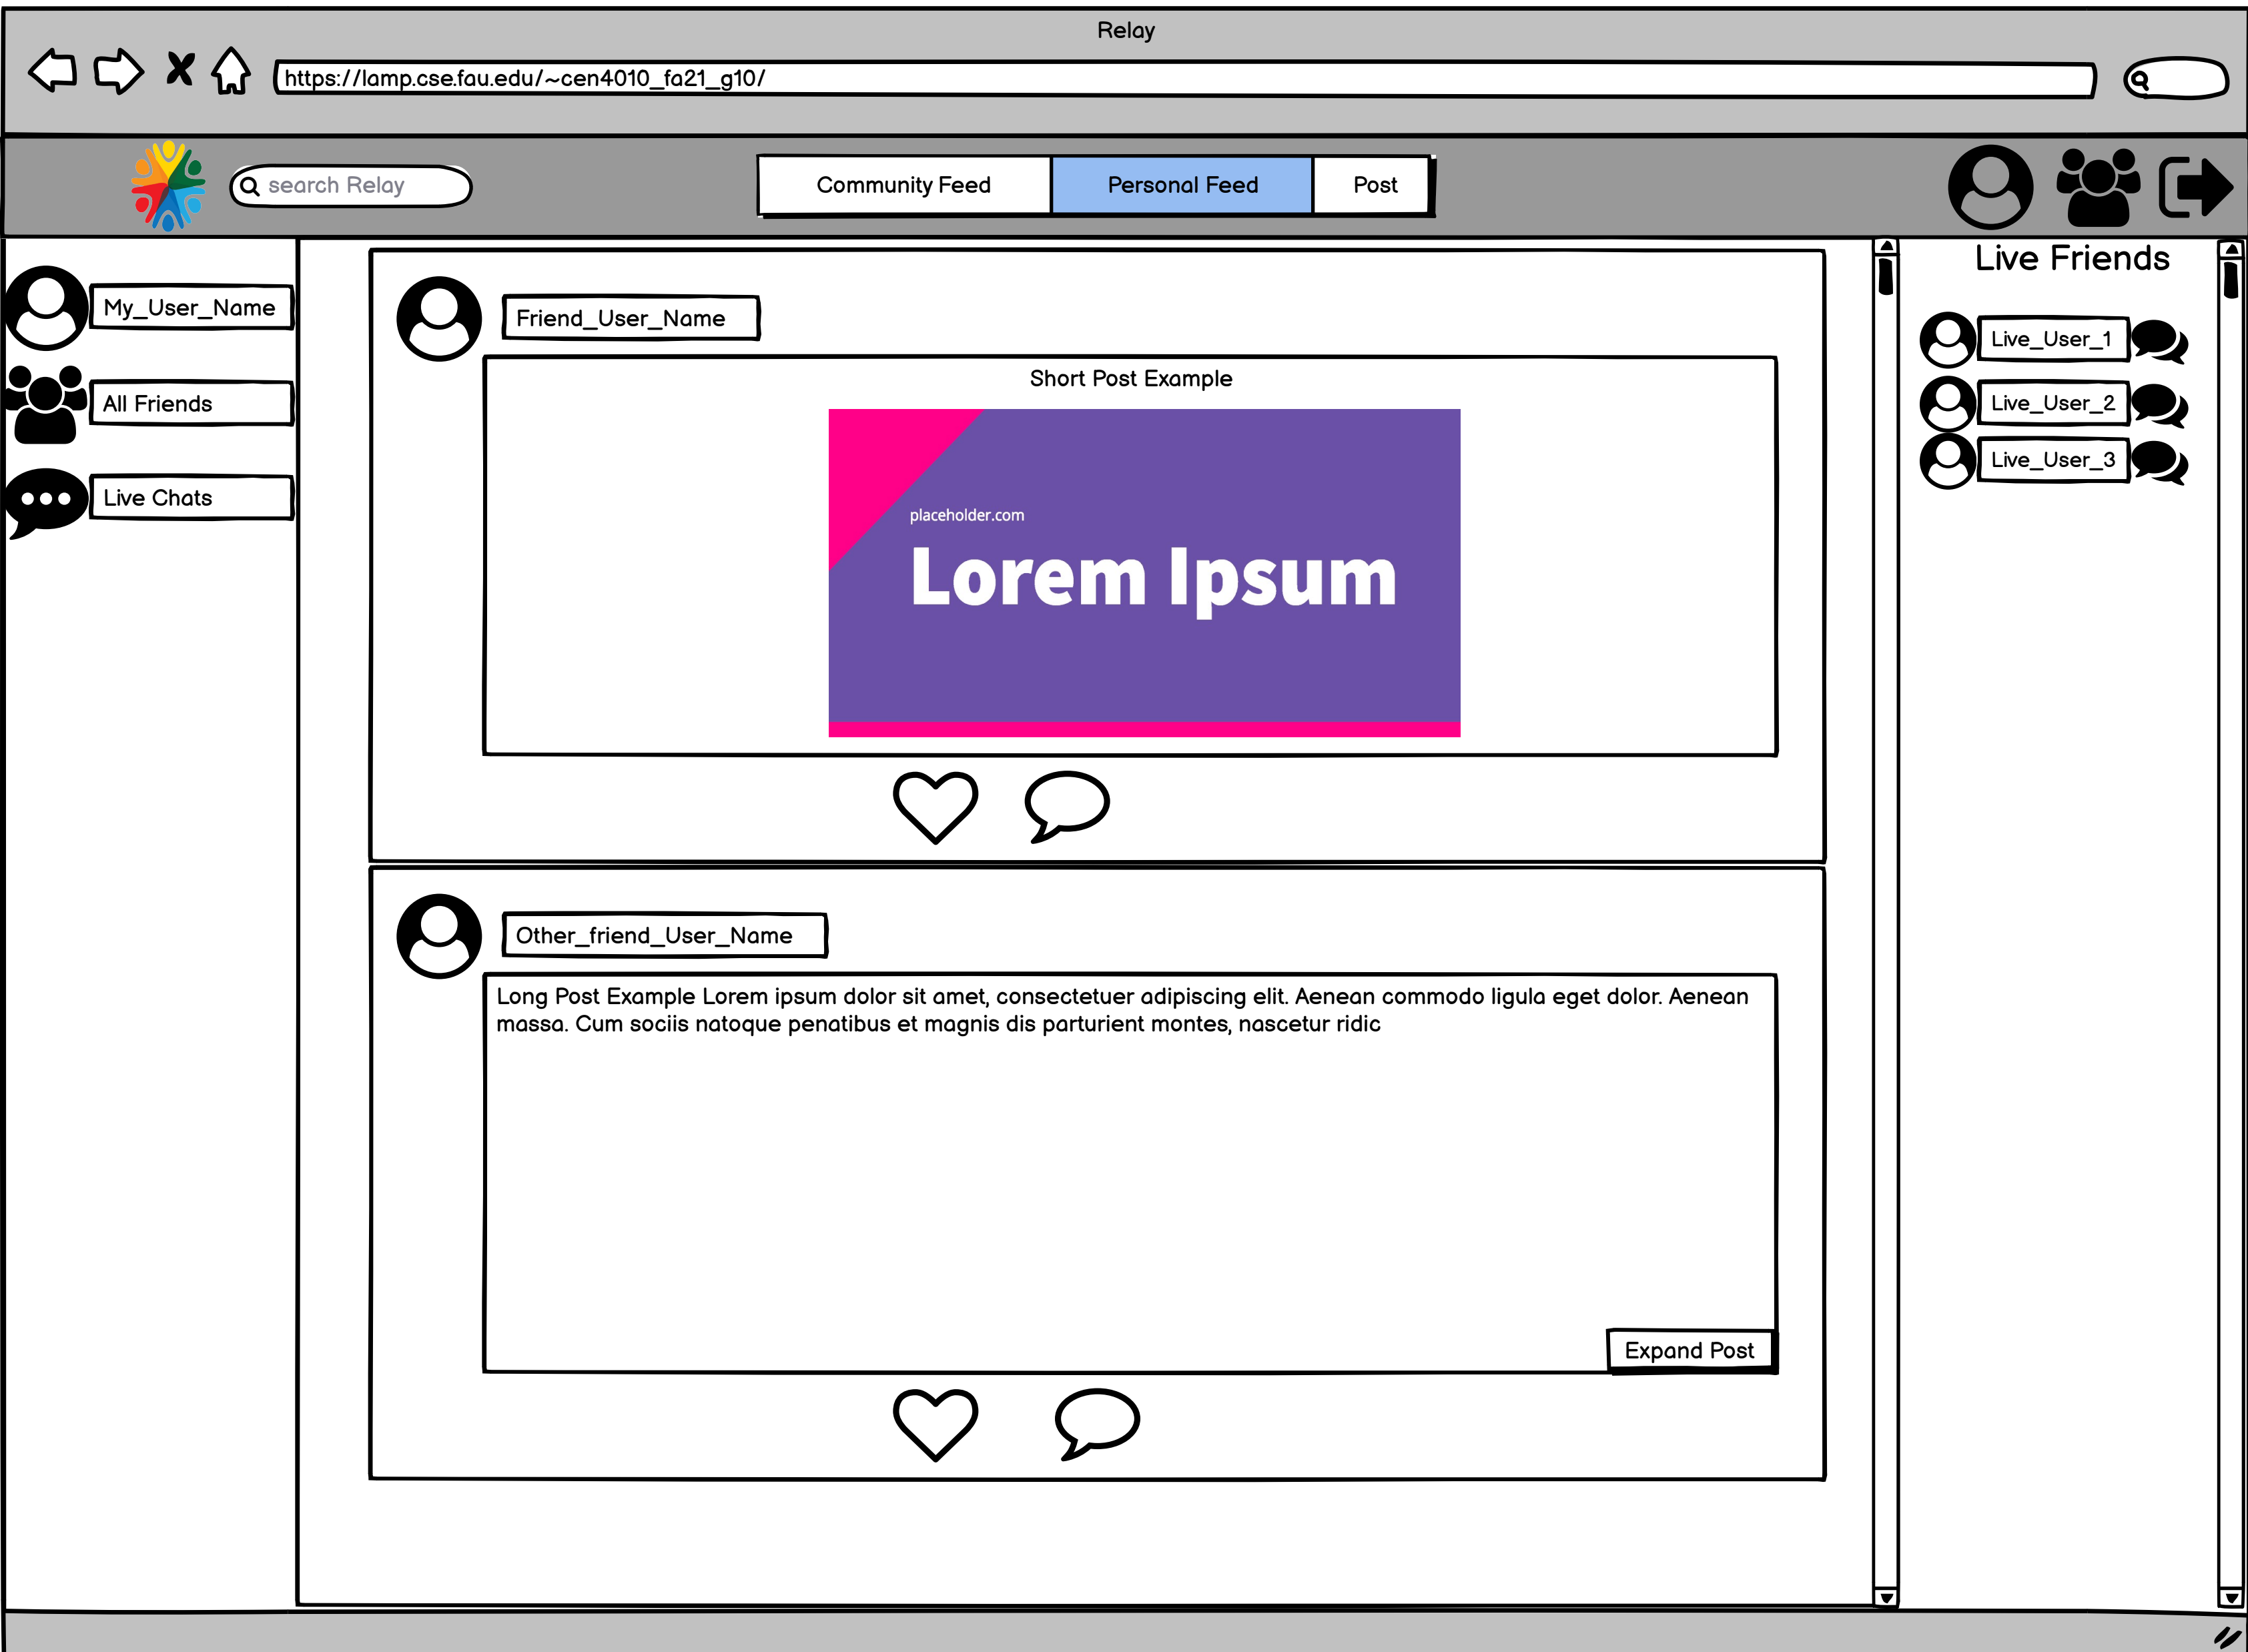 Relay
https://lamp.cse.fau.edu/~cen4010_fa21_g10/
search Relay
Community Feed
Personal Feed
Post
My_User_Name
All Friends
Live Chats
Friend_User_Name
Short Post Example
placeholder.com
Lorem Ipsum
Other_friend_User_Name
Long Post Example Lorem ipsum dolor sit amet, consectetuer adipiscing elit. Aenean commodo ligula eget dolor. Aenean
massa. Cum sociis natoque penatibus et magnis dis parturient montes, nascetur ridic
Expand Post
Live Friends
Live_User_1
Live_User_2
Live_User_3